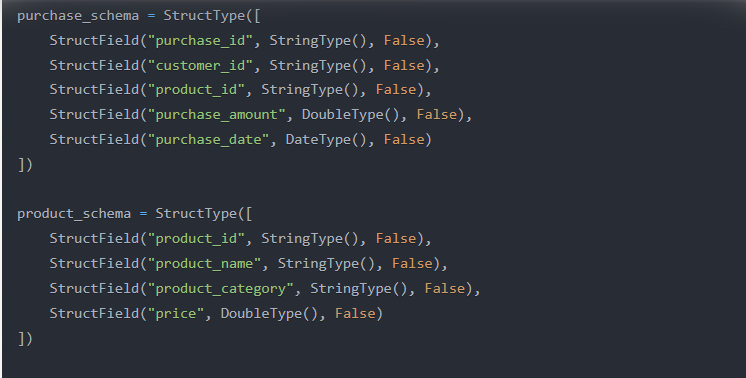 purchase_schema = StructType([
    StructField("purchase_id", StringType(), False),
    StructField("customer_id", StringType(), False),
    StructField("product_id", StringType(), False),
    StructField("purchase_amount", DoubleType(), False),
    StructField("purchase_date", DateType(), False)
])

product_schema = StructType([
    StructField("product_id", StringType(), False),
    StructField("product_name", StringType(), False),
    StructField("product_category", StringType(), False),
    StructField("price", DoubleType(), False)
])